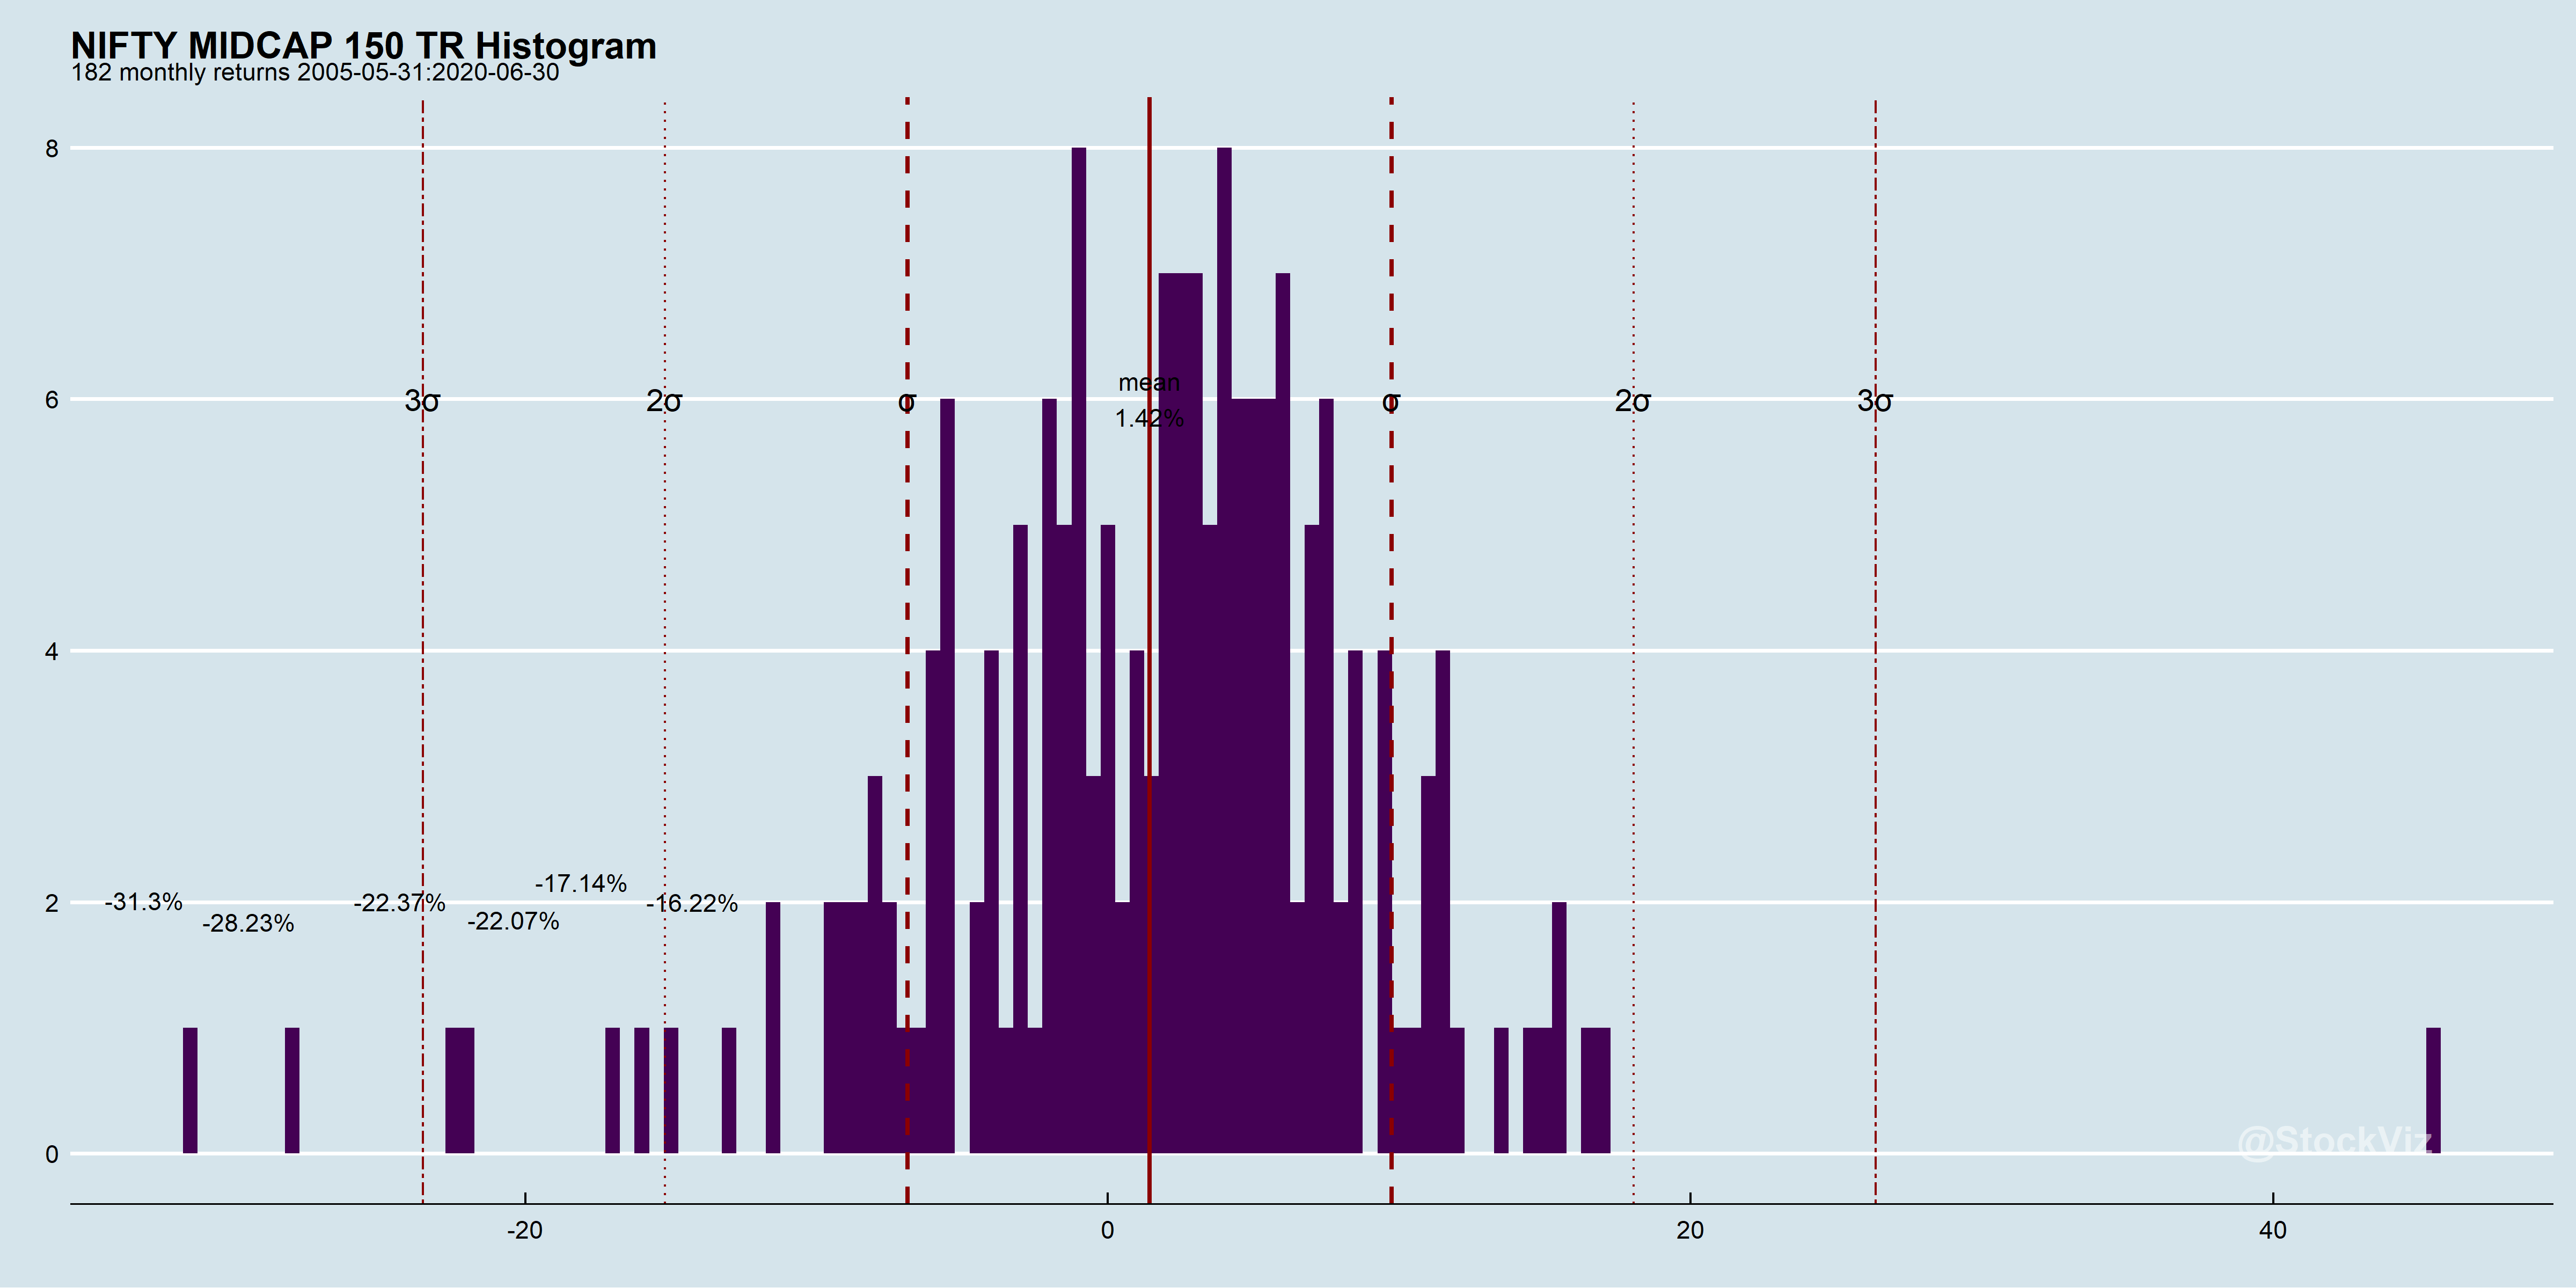 NIFTY MIDCAP 150 TR Histogram
182 monthly returns 2005-05-31:2020-06-30
8
6
3σ
2σ
σ
mean
1.42%
σ
2σ
3σ
4
2
-31.3%
-28.23%
-22.37%
-22.07%
-17.14%
-16.22%
0
@StockViz
-20
0
20
40